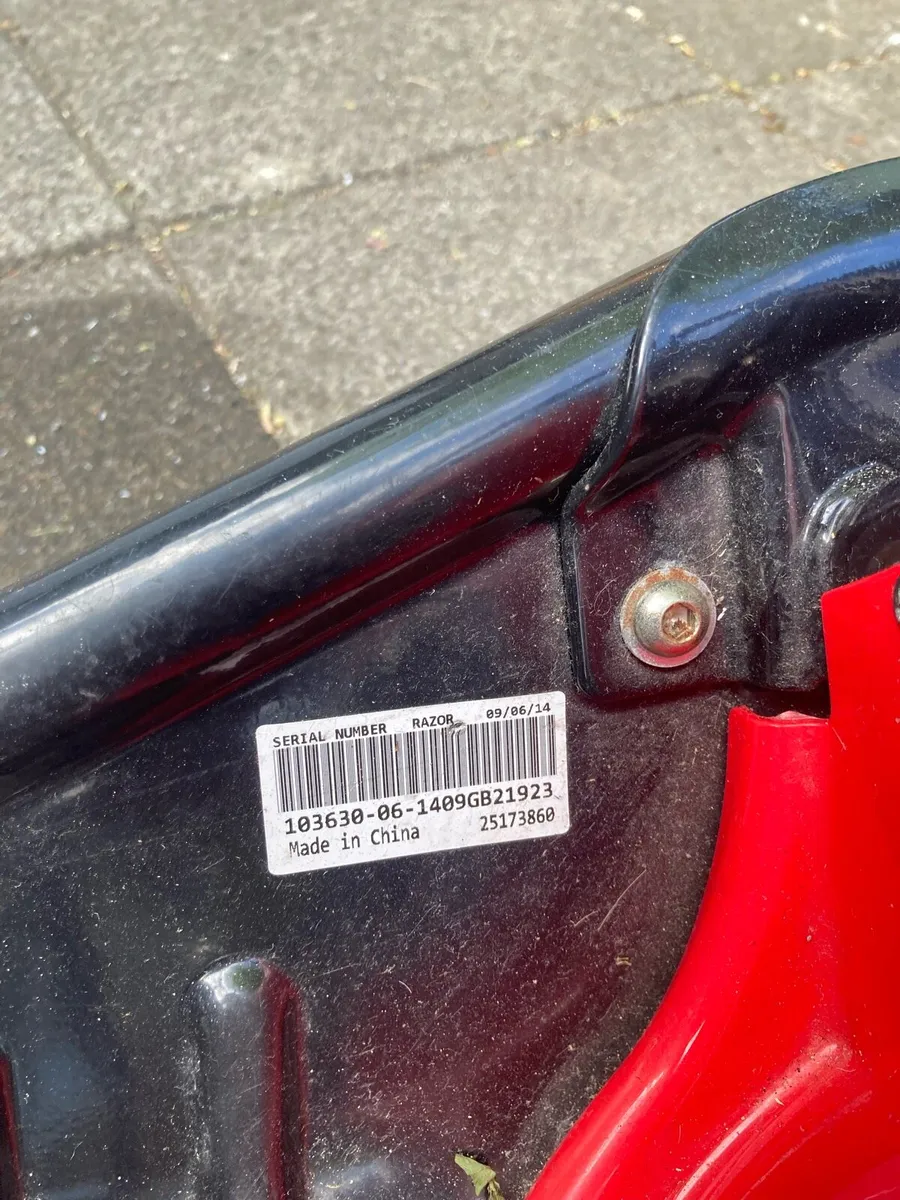 SERIAL NUMBER RAZOR 09/06/14
103630-06-1409GB21923
Made in China 25173860